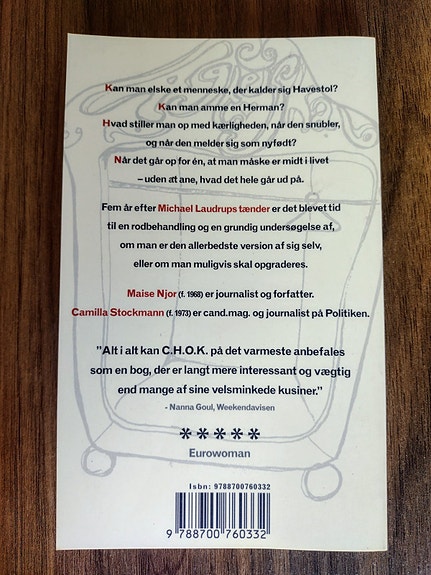 Kan man elske et menneske, der kalder sig Havestol?
Kan man amme en Herman?
Hvad stiller man op med kærligheden, når den snubler,
og når den melder sig som nyfødt?
Når det går op for én, at man måske er midt i livet
– uden at ane, hvad det hele går ud på.
Fem år efter Michael Laudrups tænder er det blevet tid
til en rodbehandling og en grundig undersøgelse af,
om man er den allerbedste version af sig selv,
eller om man muligvis skal opgraderes.
Maise Njor (f. 1968) er journalist og forfatter.
Camilla Stockmann (f. 1973) er cand.mag. og journalist på Politiken.
"Alt i alt kan C.H.O.K. på det varmeste anbefales
som en bog, der er langt mere interessant og vægtig
end mange af sine velsminkede kusiner."
- Nanna Goul, Weekendavisen
*****
Eurowoman
Isbn: 9788700760332
9 788700 760332